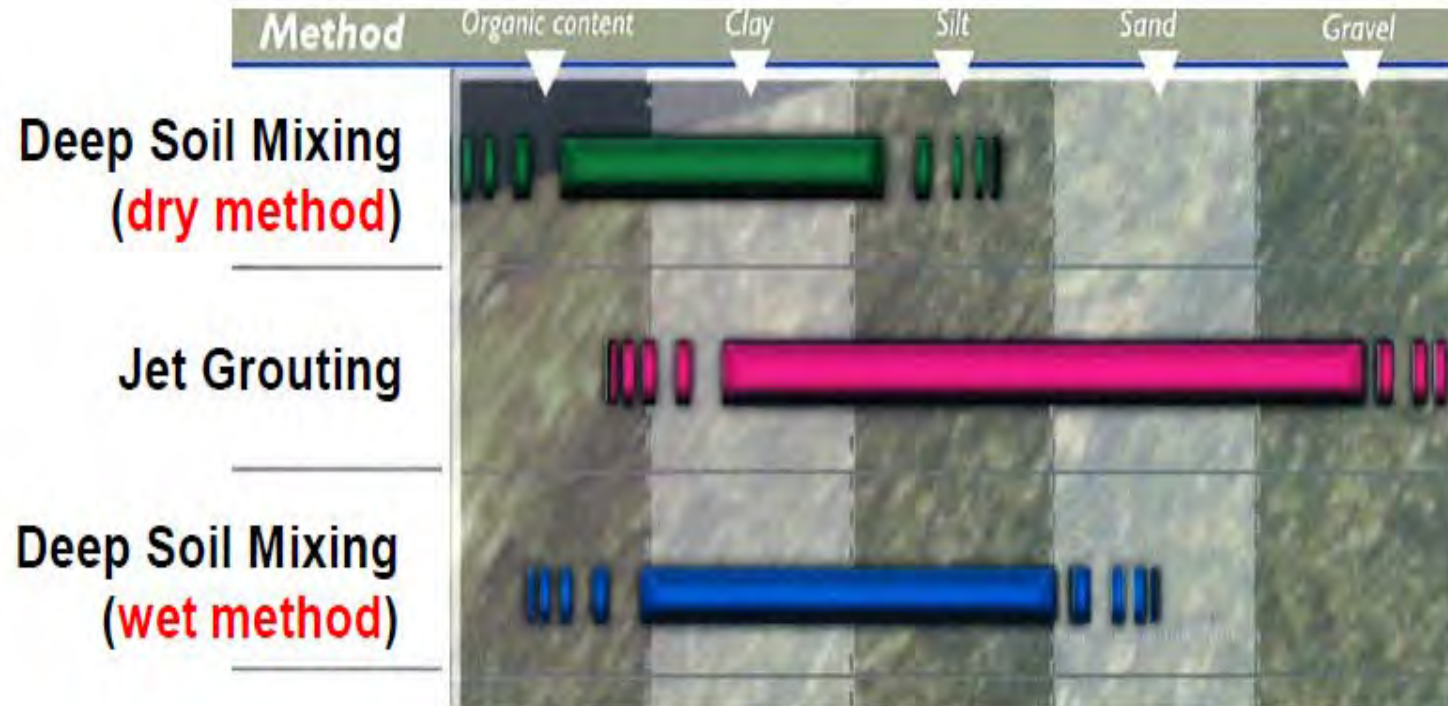 Method Organic content Clay Silt Sand Gravel
Deep Soil Mixing
(dry method)
Jet Grouting
Deep Soil Mixing
(wet method)